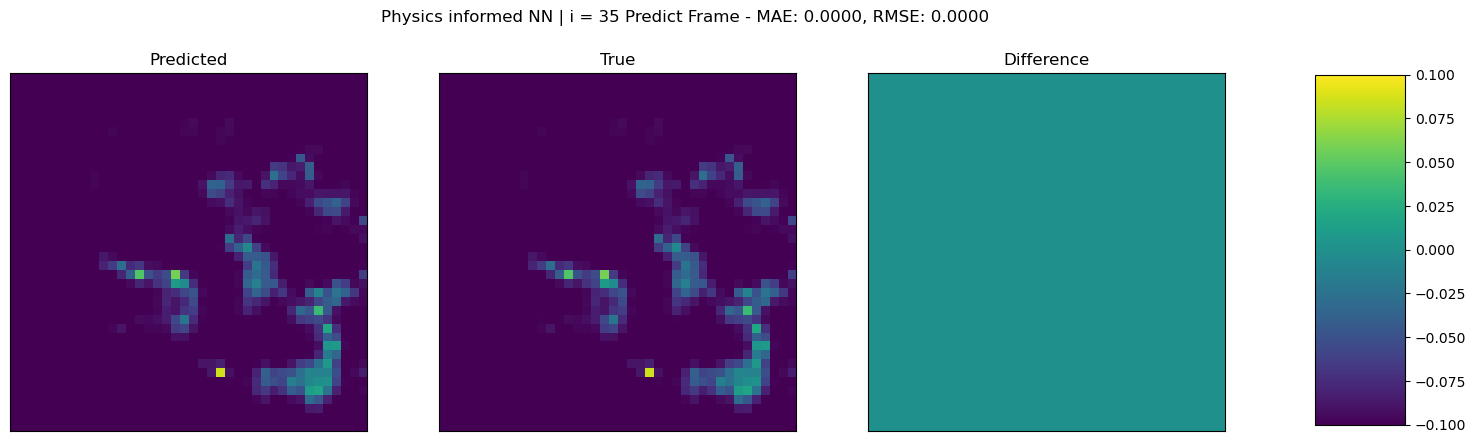 Physics informed NN | i = 35 Predict Frame - MAE: 0.0000, RMSE: 0.0000
Predicted
True
Difference
0.100
0.075
0.050
0.025
0.000
−0.025
−0.050
−0.075
−0.100